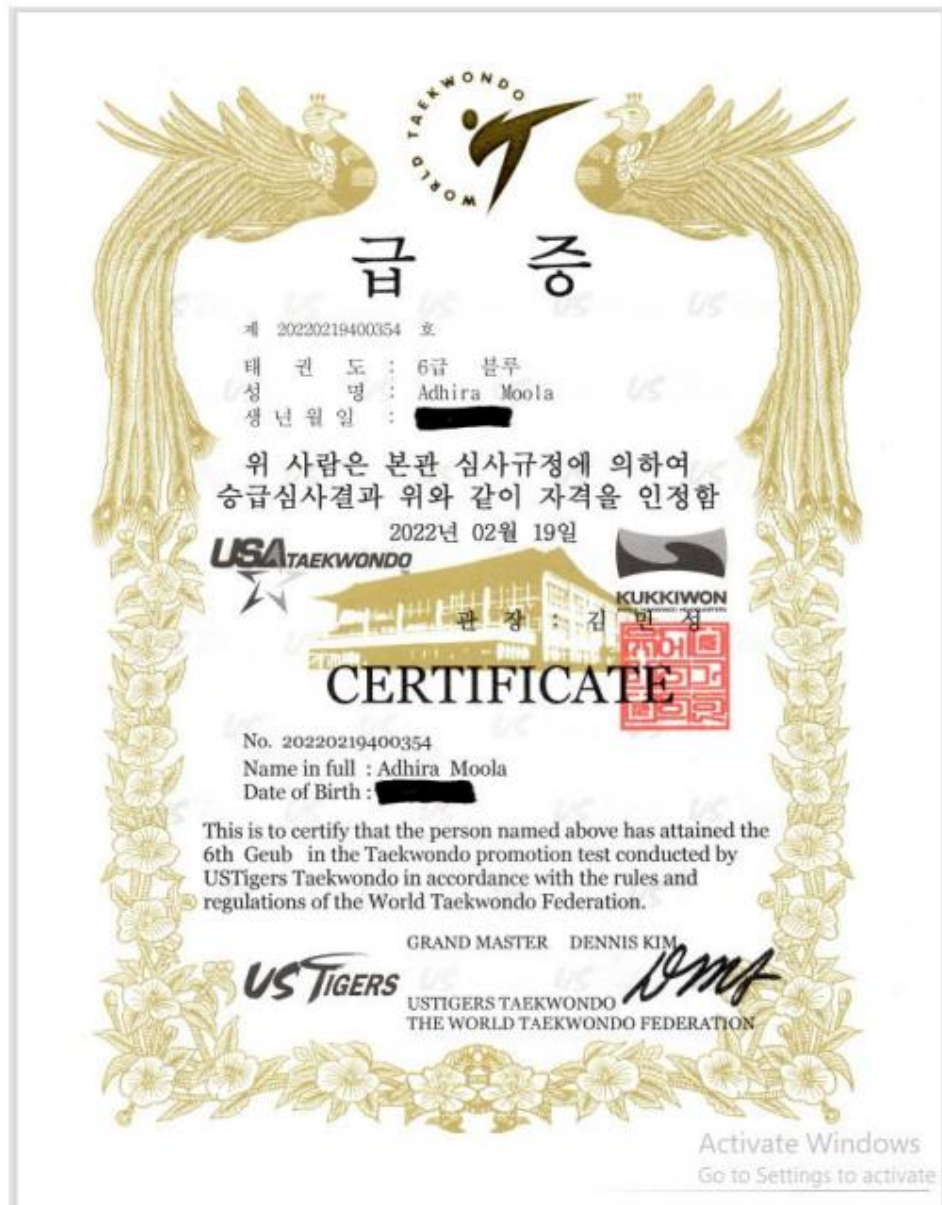 WORLD TAEKWONDO
급 증
제 20220219400354 호
태 권 도 : 6급 블루
성 명 : Adhira Moola
생 년 월 일 :
위 사람은 본관 심사규정에 의하여
승급심사결과 위와 같이 자격을 인정함
2022년 02월 19일
USA TAEKWONDO
KUKKIWON
관 장 : 김 민 성
CERTIFICATE
No. 20220219400354
Name in full : Adhira Moola
Date of Birth :
This is to certify that the person named above has attained the
6th Geub in the Taekwondo promotion test conducted by
USTigers Taekwondo in accordance with the rules and
regulations of the World Taekwondo Federation.
GRAND MASTER DENNIS KIM
US TIGERS
USTIGERS TAEKWONDO
THE WORLD TAEKWONDO FEDERATION
Activate Windows
Go to Settings to activate